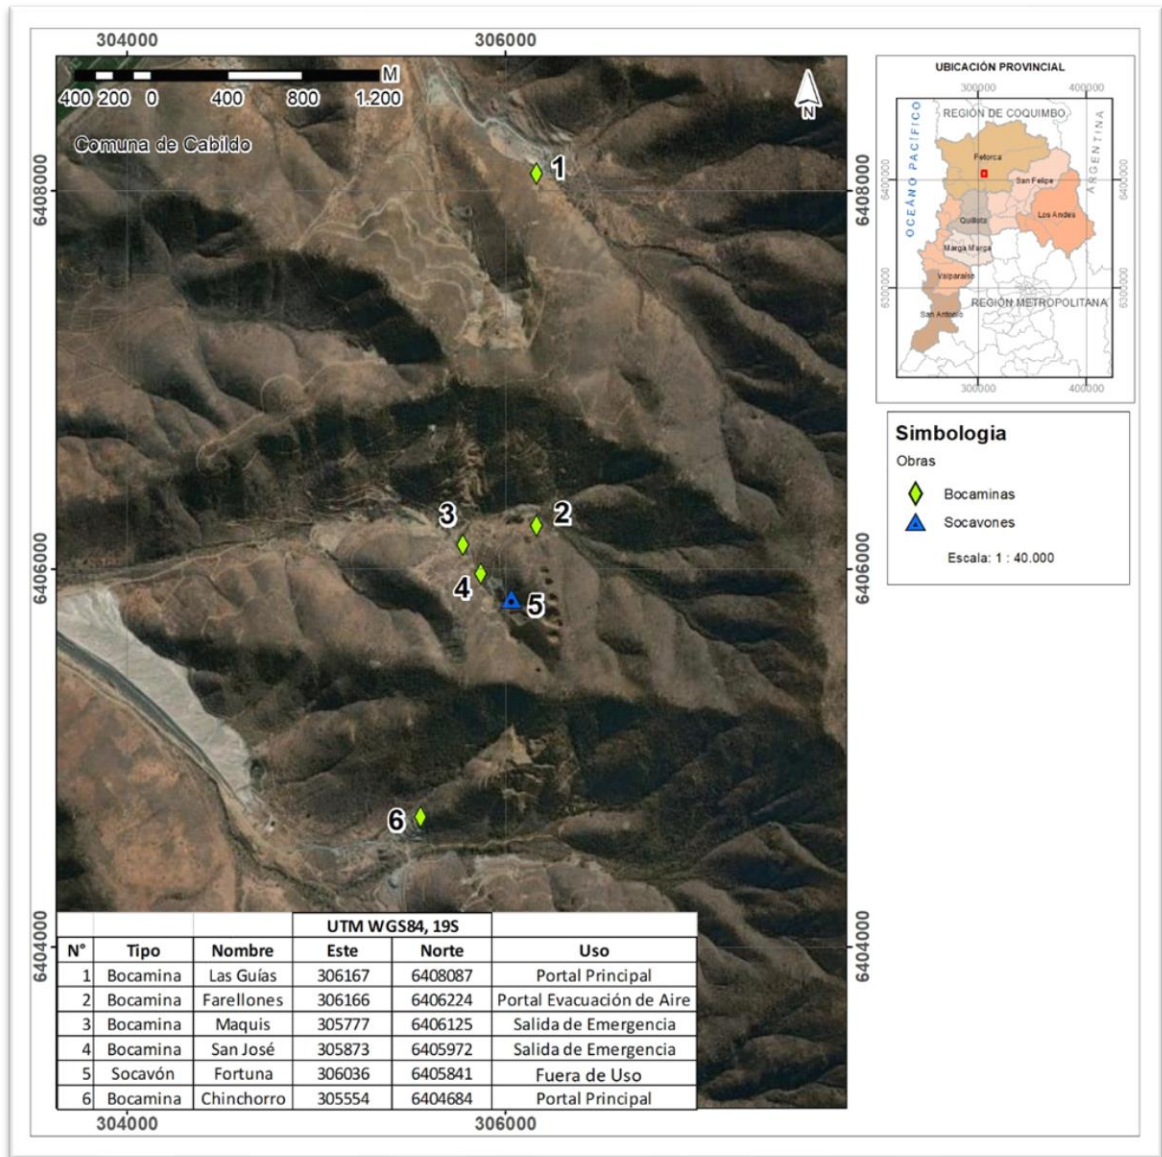 304000 306000
400 200 0 400 800 1.200 M
N
Comuna de Cabildo
6408000 6408000
6406000 6406000
6404000 6404000
1
2
3
4
5
6
UTM WGS84, 19S
N° Tipo Nombre Este Norte Uso
1 Bocamina Las Guías 306167 6408087 Portal Principal
2 Bocamina Farellones 306166 6406224 Portal Evacuación de Aire
3 Bocamina Maquis 305777 6406125 Salida de Emergencia
4 Bocamina San José 305873 6405972 Salida de Emergencia
5 Socavón Fortuna 306036 6405841 Fuera de Uso
6 Bocamina Chinchorro 305554 6404684 Portal Principal
304000 306000
UBICACIÓN PROVINCIAL
300000 400000
REGIÓN DE COQUIMBO
OCEÁNO PACÍFICO
ARGENTINA
6400000 6400000
Petorca
San Felipe
Los Andes
Quillota
Marga Marga
Valparaíso
6300000 6300000
REGIÓN METROPOLITANA
San Antonio
300000 400000
Simbologia
Obras
Bocaminas
Socavones
Escala: 1 : 40.000